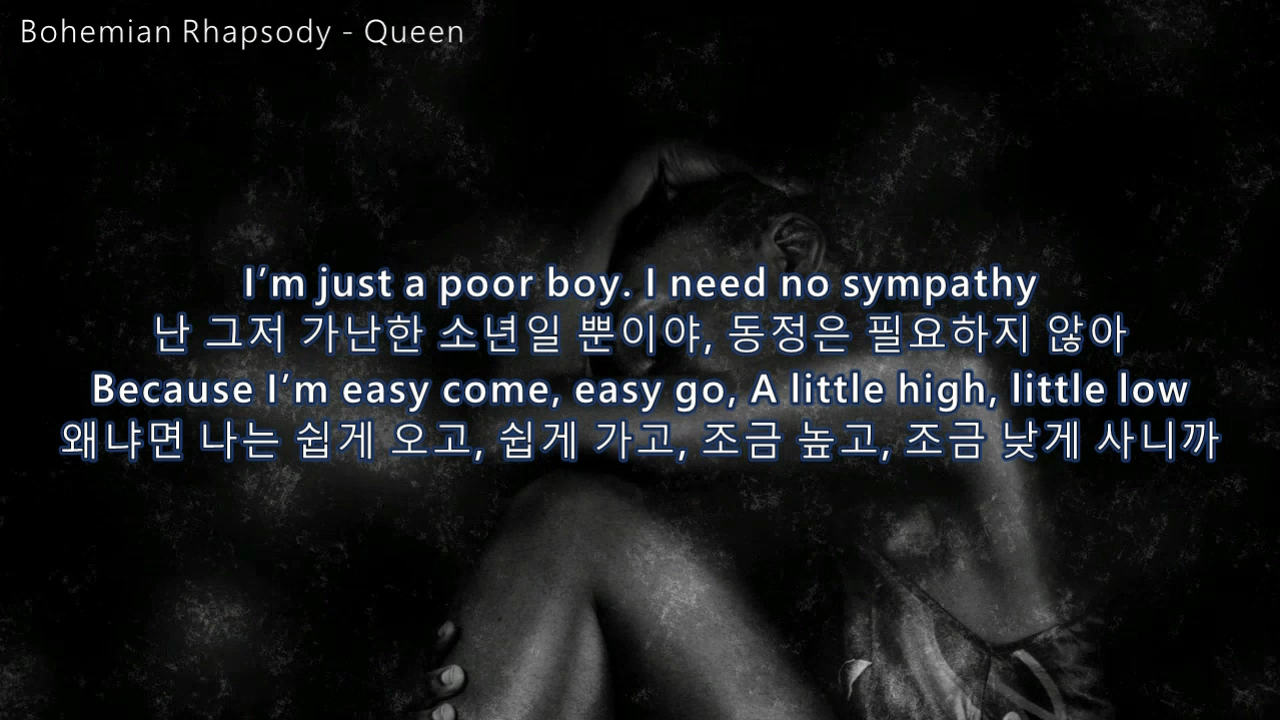 Bohemian Rhapsody - Queen
I’m just a poor boy. I need no sympathy
난 그저 가난한 소년일 뿐이야, 동정은 필요하지 않아
Because I’m easy come, easy go, A little high, little low
왜냐면 나는 쉽게 오고, 쉽게 가고, 조금 높고, 조금 낮게 사니까